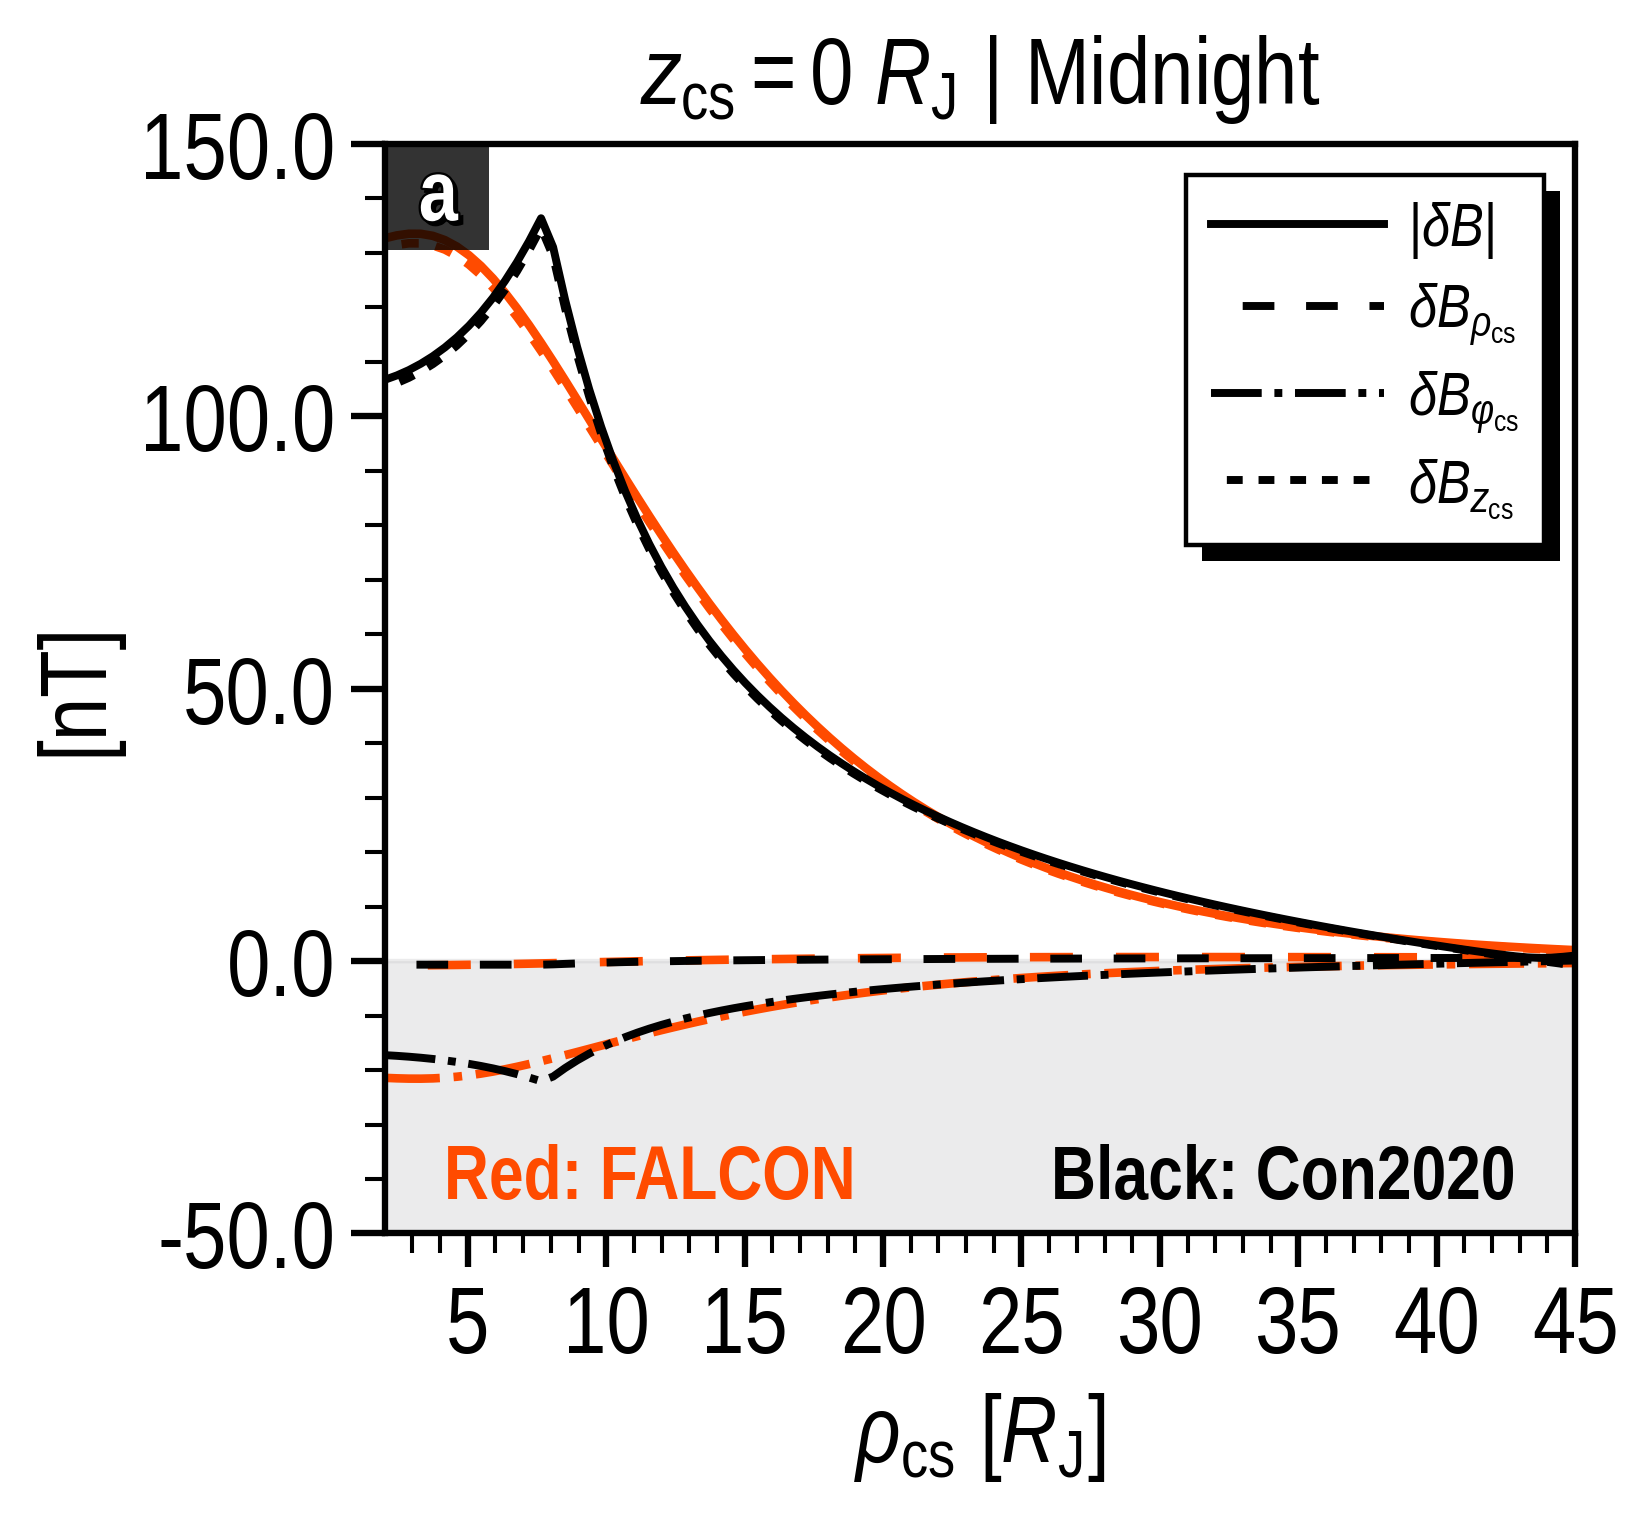 z_cs = 0 R_J | Midnight
150.0
100.0
50.0
0.0
-50.0
[nT]
a
|δB|
δB_ρcs
δB_φcs
δB_zcs
Red: FALCON
Black: Con2020
5 10 15 20 25 30 35 40 45
ρ_cs [R_J]